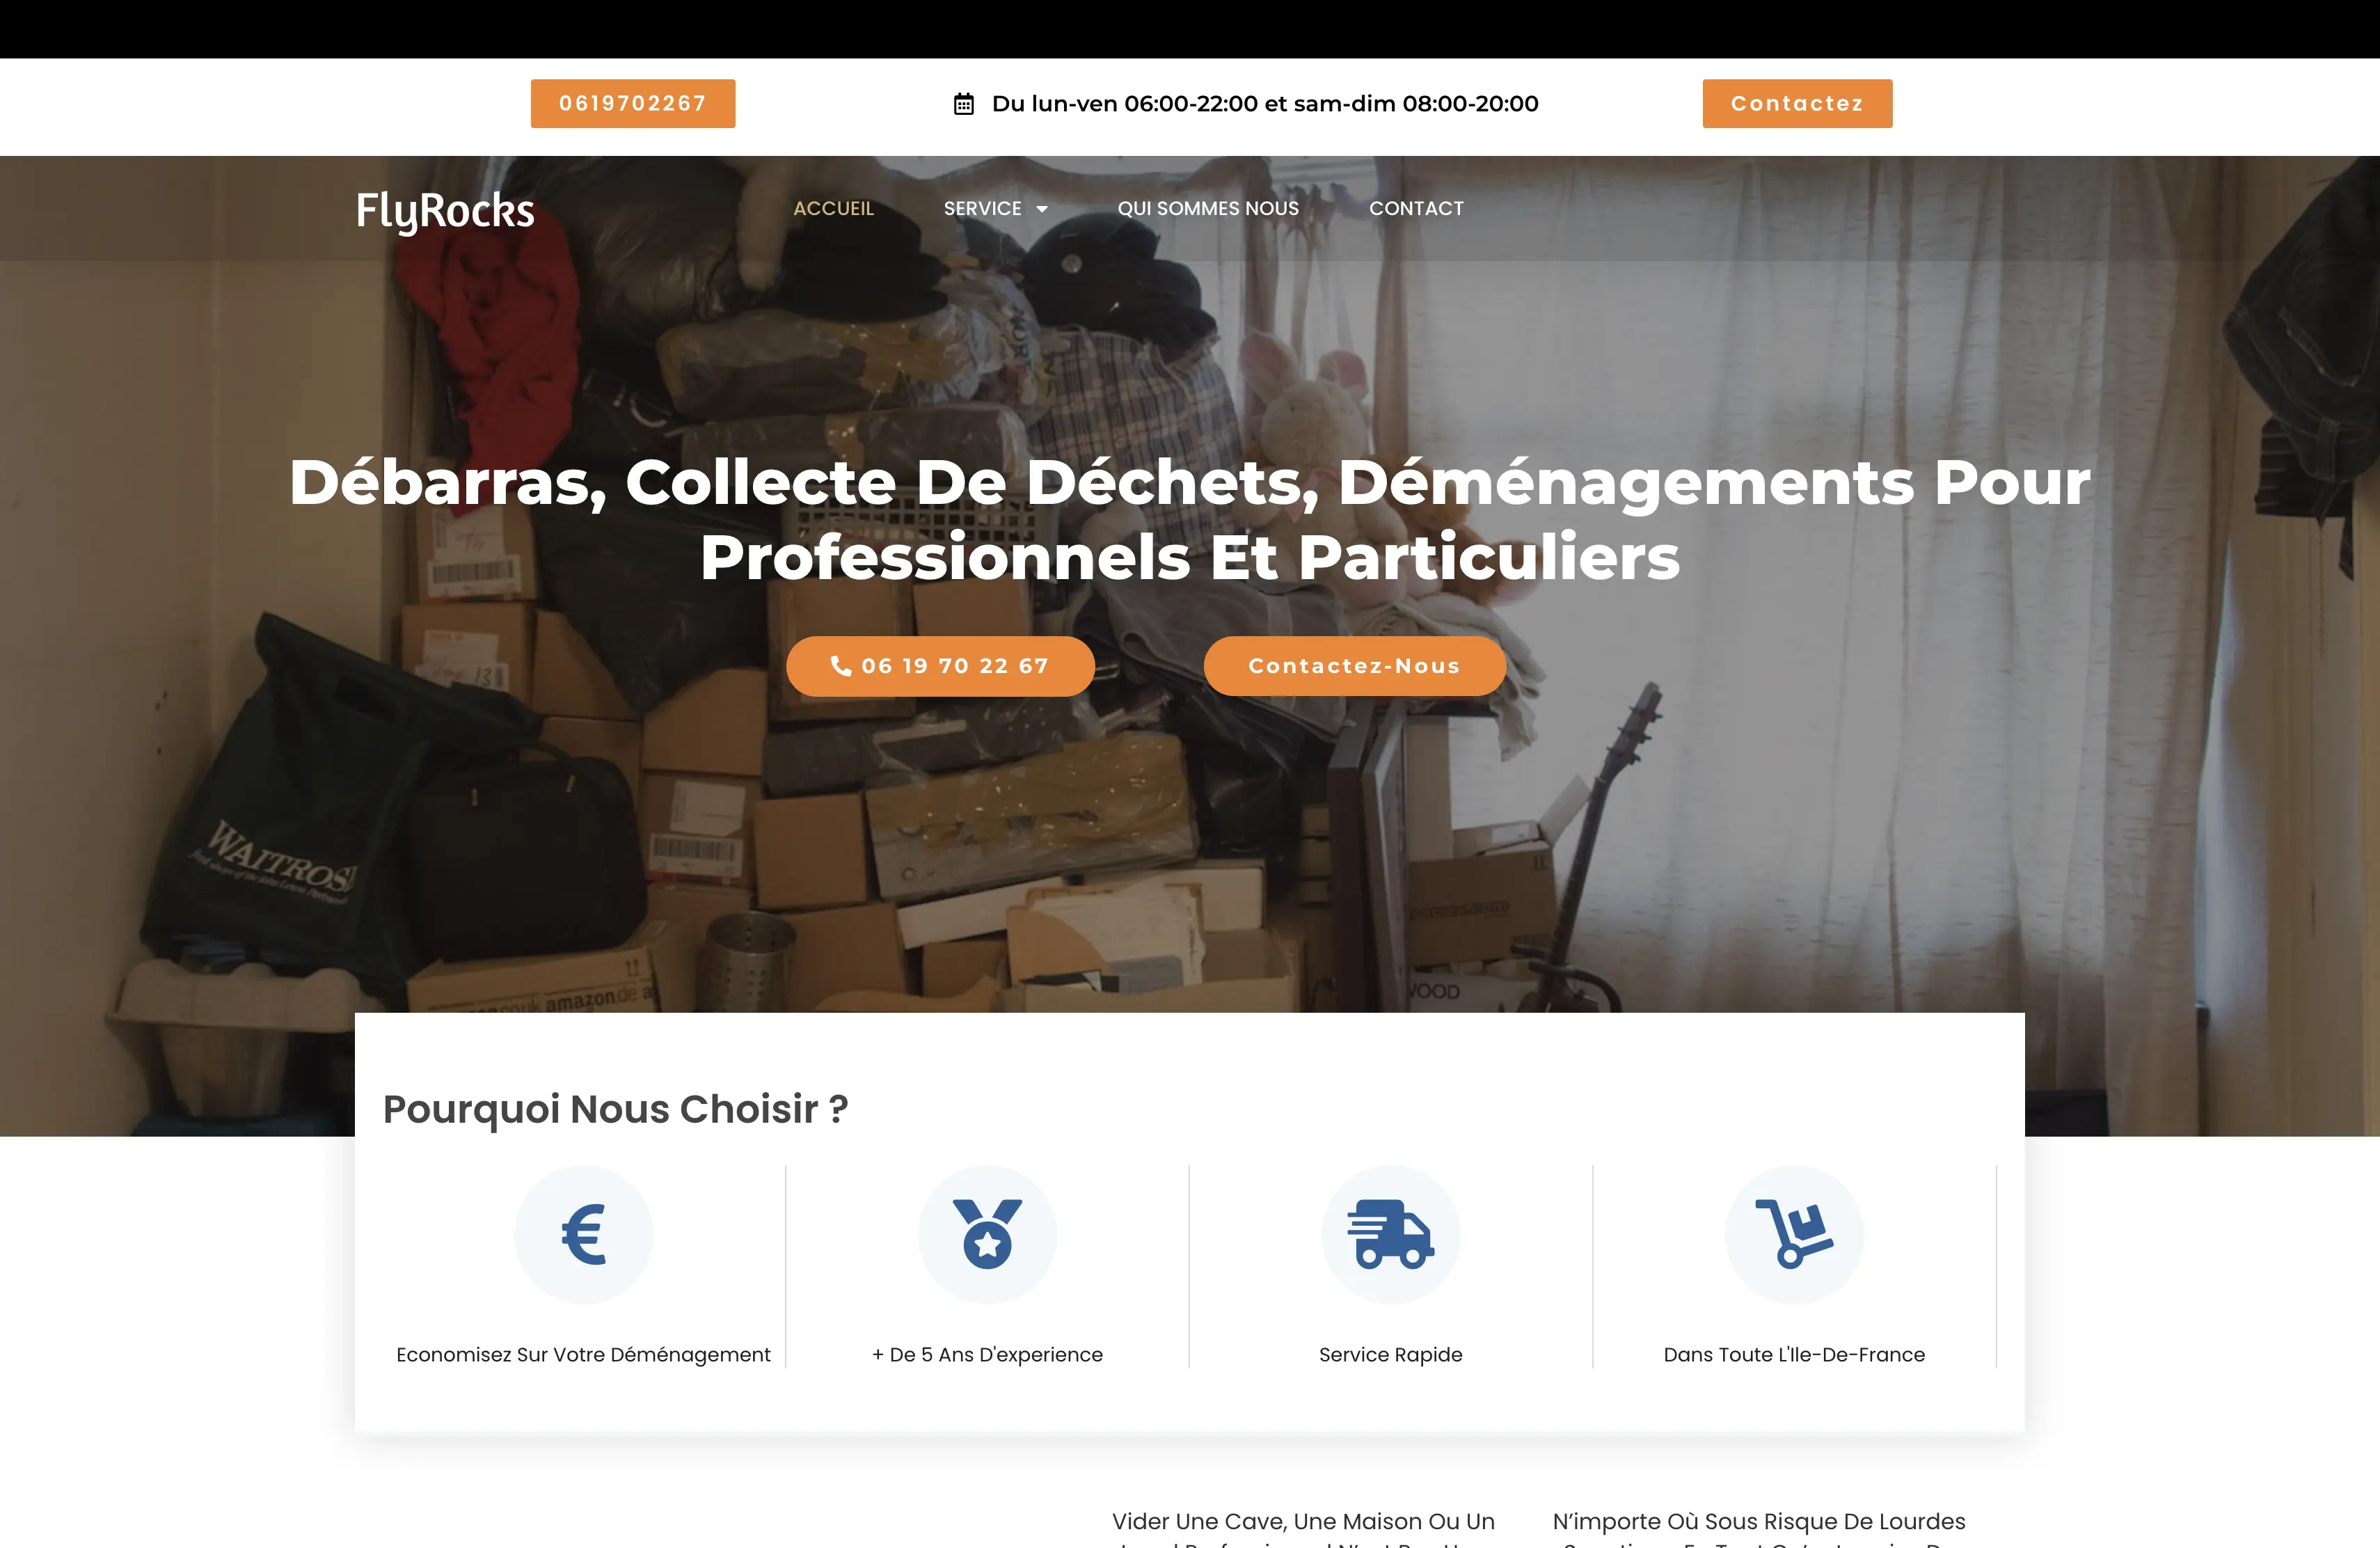 0619702267
Du lun-ven 06:00-22:00 et sam-dim 08:00-20:00
Contactez
FlyRocks
ACCUEIL
SERVICE
QUI SOMMES NOUS
CONTACT
Débarras, Collecte De Déchets, Déménagements Pour
Professionnels Et Particuliers
06 19 70 22 67
Contactez-Nous
WAITROSE
amazon.de
Pourquoi Nous Choisir ?
Economisez Sur Votre Déménagement
+ De 5 Ans D'experience
Service Rapide
Dans Toute L'Ile-De-France
Vider Une Cave, Une Maison Ou Un
N’importe Où Sous Risque De Lourdes